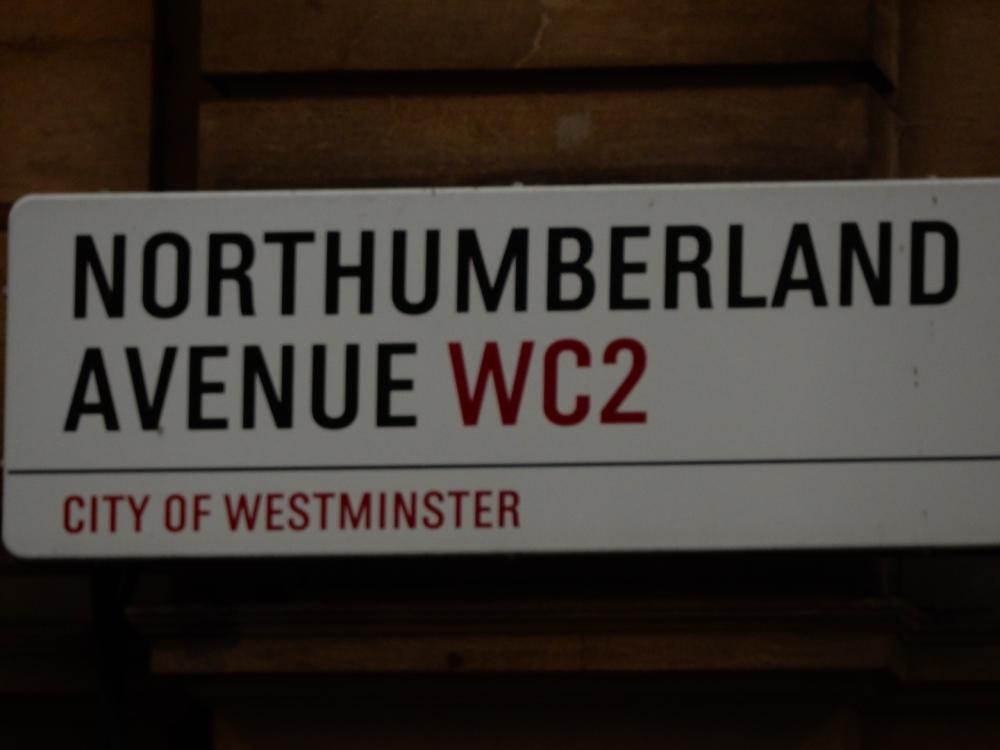 NORTHUMBERLAND
AVENUE WC2
CITY OF WESTMINSTER